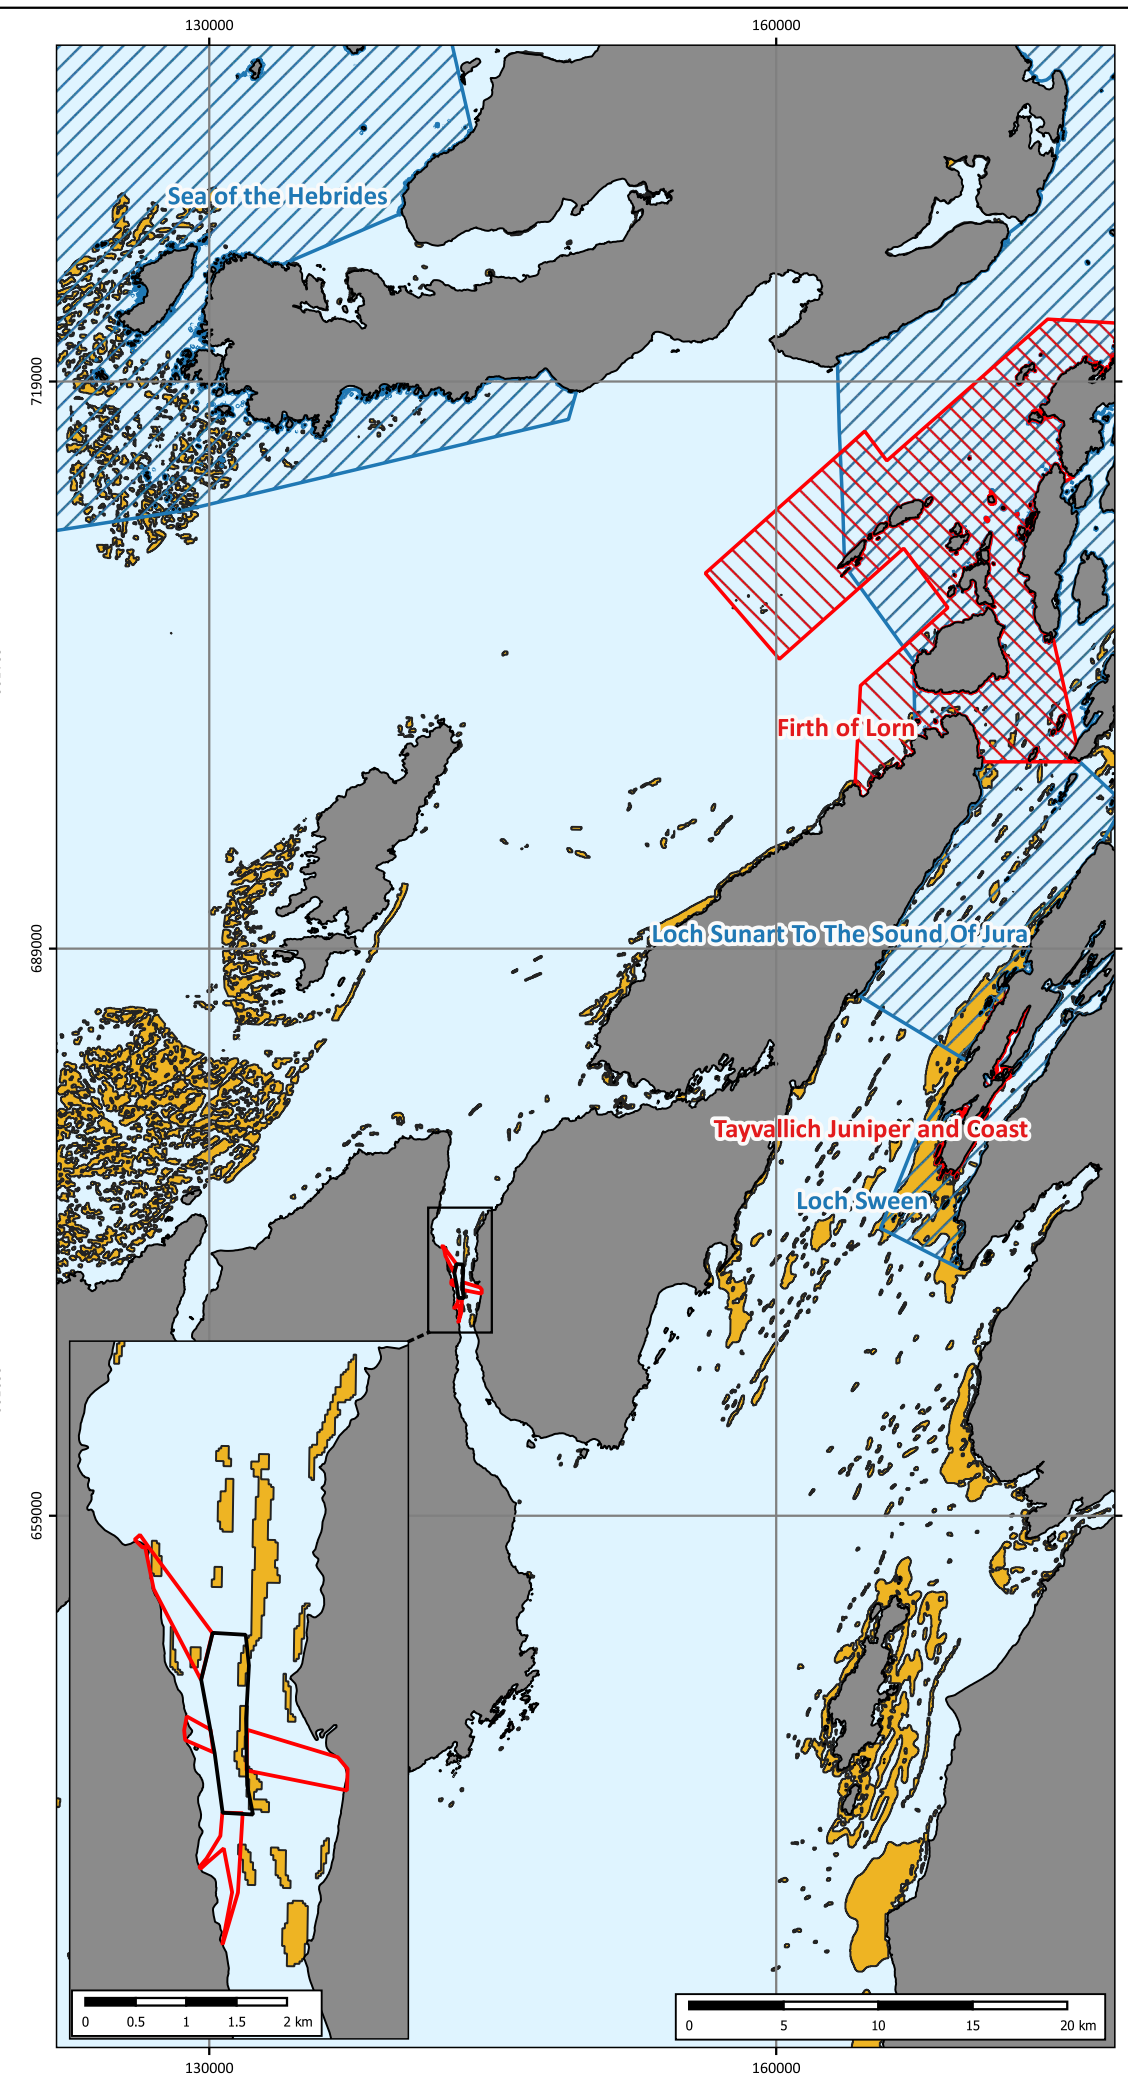 130000 160000
Sea of the Hebrides
719000
Firth of Lorn
Loch Sunart To The Sound Of Jura
689000
Tayvallich Juniper and Coast
Loch Sween
659000
0 0.5 1 1.5 2 km
0 5 10 15 20 km
130000 160000